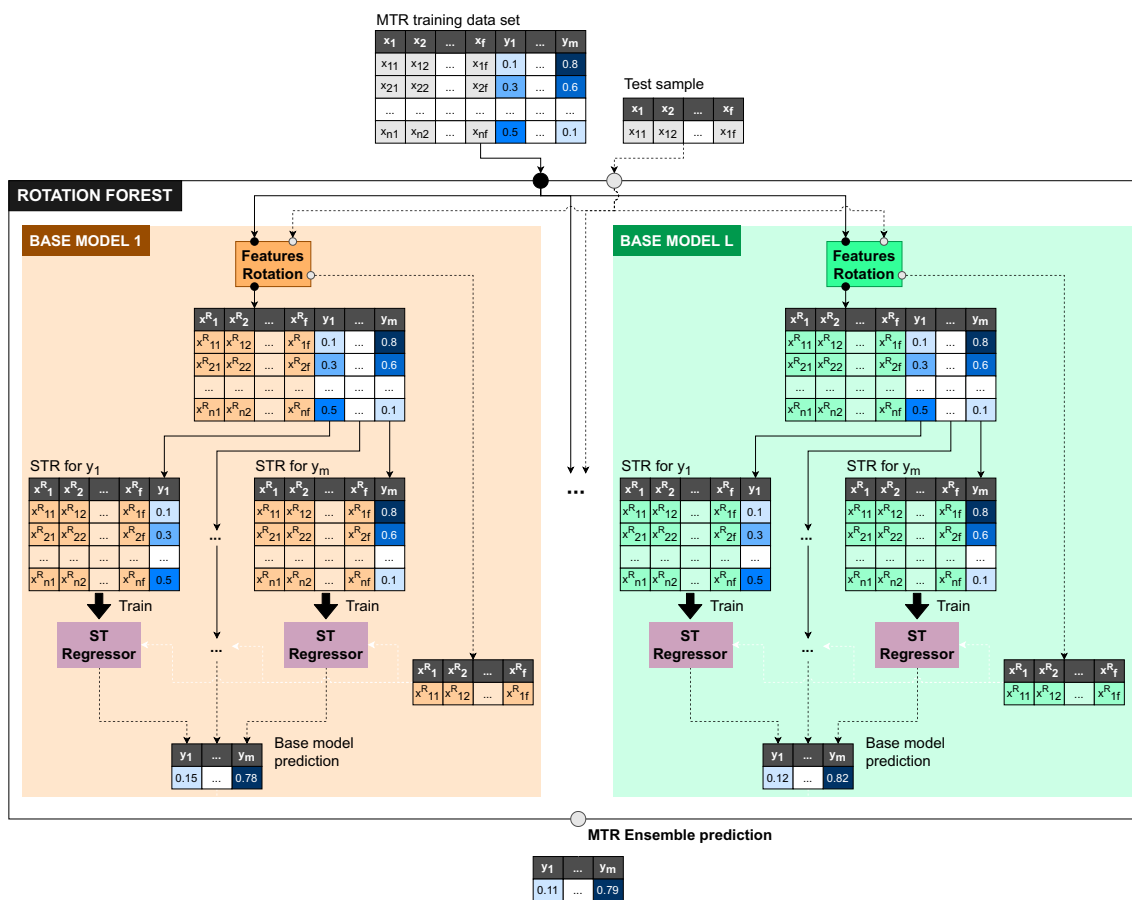 MTR training data set
x1 x2 ... xf y1 ... ym
x11 x12 ... x1f 0.1 ... 0.8
x21 x22 ... x2f 0.3 ... 0.6
... ... ... ... ... ... ...
xn1 xn2 ... xnf 0.5 ... 0.1
Test sample
x1 x2 ... xf
x11 x12 ... x1f
ROTATION FOREST
BASE MODEL 1
Features
Rotation
xR1 xR2 ... xRf y1 ... ym
xR11 xR12 ... xR1f 0.1 ... 0.8
xR21 xR22 ... xR2f 0.3 ... 0.6
... ... ... ... ... ... ...
xRn1 xRn2 ... xRnf 0.5 ... 0.1
STR for y1
xR1 xR2 ... xRf y1
xR11 xR12 ... xR1f 0.1
xR21 xR22 ... xR2f 0.3
... ... ... ... ...
xRn1 xRn2 ... xRnf 0.5
Train
ST
Regressor
...
...
STR for ym
xR1 xR2 ... xRf ym
xR11 xR12 ... xR1f 0.8
xR21 xR22 ... xR2f 0.6
... ... ... ... ...
xRn1 xRn2 ... xRnf 0.1
Train
ST
Regressor
xR1 xR2 ... xRf
xR11 xR12 ... xR1f
Base model
prediction
y1 ... ym
0.15 ... 0.78
...
BASE MODEL L
Features
Rotation
xR1 xR2 ... xRf y1 ... ym
xR11 xR12 ... xR1f 0.1 ... 0.8
xR21 xR22 ... xR2f 0.3 ... 0.6
... ... ... ... ... ... ...
xRn1 xRn2 ... xRnf 0.5 ... 0.1
STR for y1
xR1 xR2 ... xRf y1
xR11 xR12 ... xR1f 0.1
xR21 xR22 ... xR2f 0.3
... ... ... ... ...
xRn1 xRn2 ... xRnf 0.5
Train
ST
Regressor
...
...
STR for ym
xR1 xR2 ... xRf ym
xR11 xR12 ... xR1f 0.8
xR21 xR22 ... xR2f 0.6
... ... ... ... ...
xRn1 xRn2 ... xRnf 0.1
Train
ST
Regressor
xR1 xR2 ... xRf
xR11 xR12 ... xR1f
Base model
prediction
y1 ... ym
0.12 ... 0.82
MTR Ensemble prediction
y1 ... ym
0.11 ... 0.79